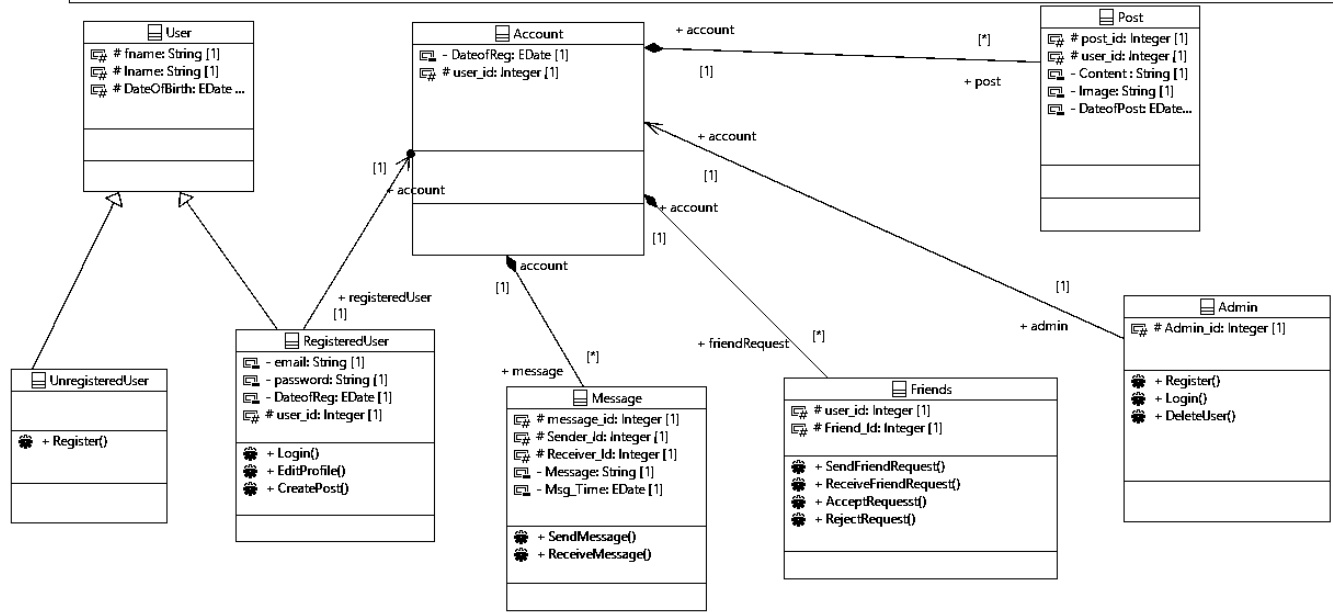 User
# fname: String [1]
# lname: String [1]
# DateOfBirth: EDate ...
Account
- DateofReg: EDate [1]
# user_id: Integer [1]
+ account
[1]
[*]
+ post
Post
# post_id: Integer [1]
# user_id: Integer [1]
- Content : String [1]
- Image: String [1]
- DateofPost: EDate...
+ account
[1]
[1]
+ admin
[1]
+ account
+ registeredUser
[1]
+ account
[1]
[*]
+ friendRequest
account
[1]
[*]
+ message
UnregisteredUser
+ Register()
RegisteredUser
- email: String [1]
- password: String [1]
- DateofReg: EDate [1]
# user_id: Integer [1]
+ Login()
+ EditProfile()
+ CreatePost()
Message
# message_id: Integer [1]
# Sender_Id: Integer [1]
# Receiver_Id: Integer [1]
- Message: String [1]
- Msg_Time: EDate [1]
+ SendMessage()
+ ReceiveMessage()
Friends
# user_id: Integer [1]
# Friend_Id: Integer [1]
+ SendFriendRequest()
+ ReceiveFriendRequest()
+ AcceptRequesst()
+ RejectRequest()
Admin
# Admin_id: Integer [1]
+ Register()
+ Login()
+ DeleteUser()